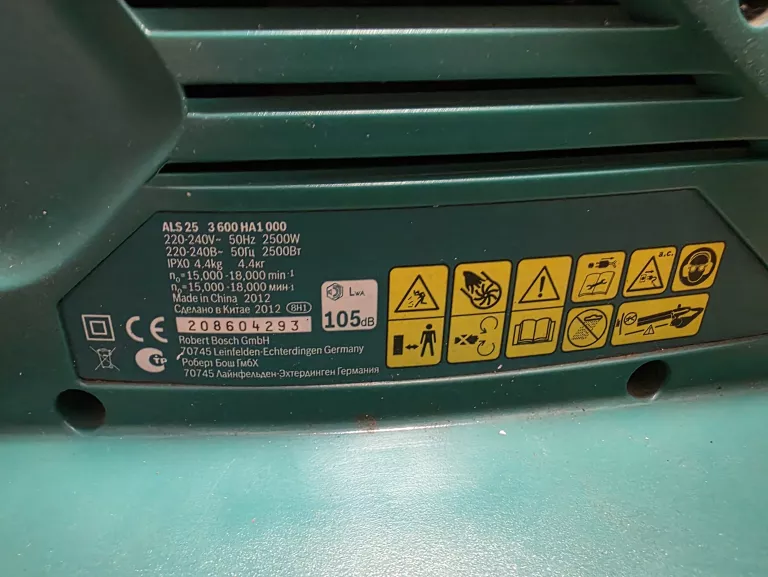 ALS 25 3 600 HA1 000
220-240V~ 50Hz 2500W
220-240В~ 50Гц 2500Вт
IPX0 4.4kg 4.4кг
n₀=15,000-18,000 min⁻¹
n₀=15,000-18,000 мин⁻¹
Made in China 2012
Сделано в Китае 2012 BH1
208604293
Robert Bosch GmbH
70745 Leinfelden-Echterdingen Germany
Роберт Бош ГмбХ
70745 Лайнфельден-Эхтердинген Германия
CE
LWA
105dB
a.c.